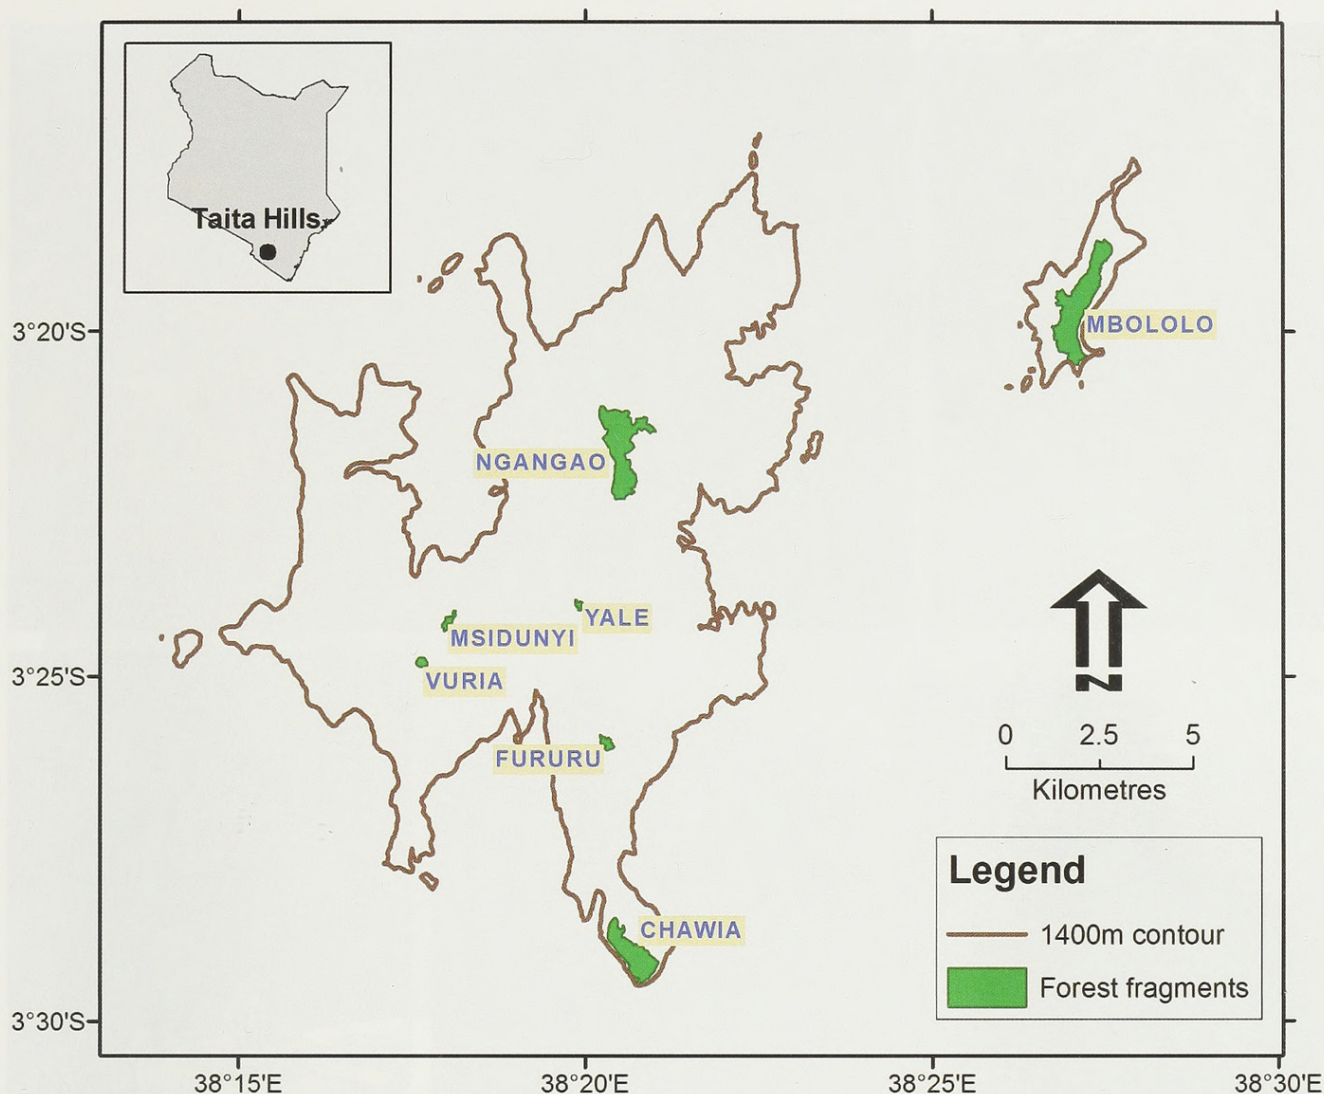 Taita Hills
3°20'S
MBOLOLO
NGANGAO
YALE
MSIDUNYI
3°25'S
VURIA
FURURU
N
0 2.5 5
Kilometres
Legend
CHAWIA
1400m contour
Forest fragments
3°30'S
38°15'E 38°20'E 38°25'E 38°30'E